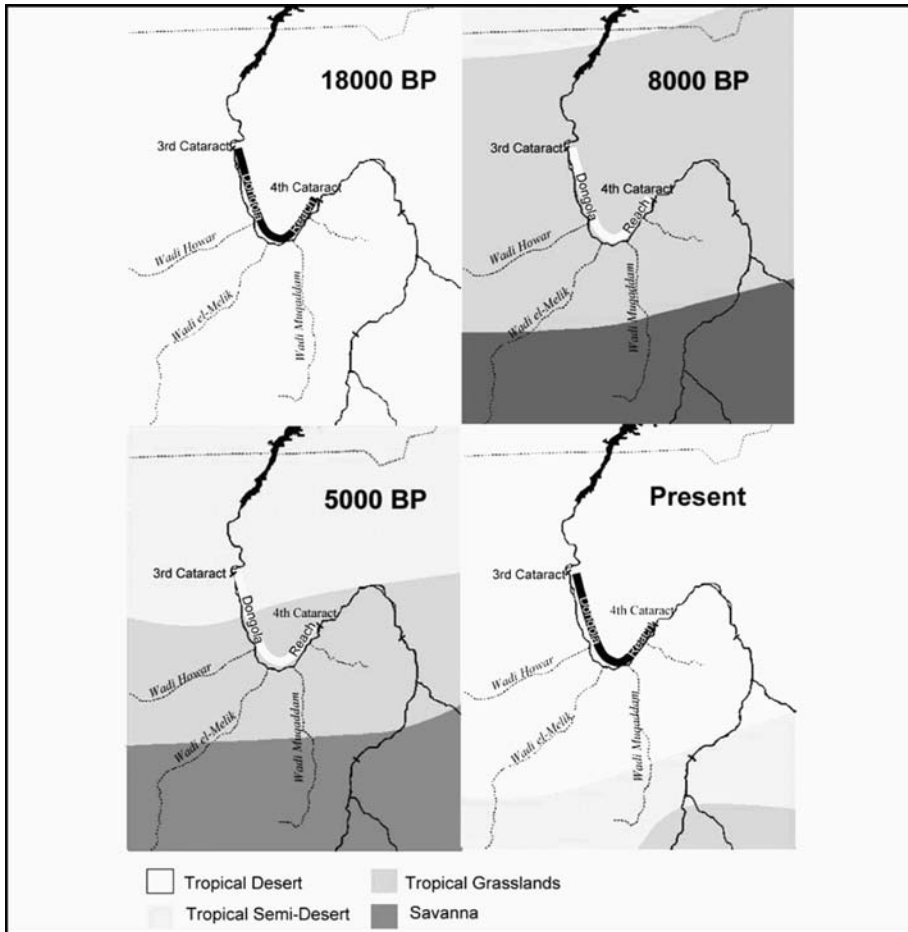 18000 BP
3rd Cataract
4th Cataract
Dongola
Reach
Wadi Howar
Wadi el-Melik
Wadi Muqaddam
8000 BP
3rd Cataract
4th Cataract
Dongola
Reach
Wadi Howar
Wadi el-Melik
Wadi Muqaddam
5000 BP
3rd Cataract
4th Cataract
Dongola
Reach
Wadi Howar
Wadi el-Melik
Wadi Muqaddam
Present
3rd Cataract
4th Cataract
Dongola
Reach
Wadi Howar
Wadi el-Melik
Wadi Muqaddam
Tropical Desert
Tropical Grasslands
Tropical Semi-Desert
Savanna